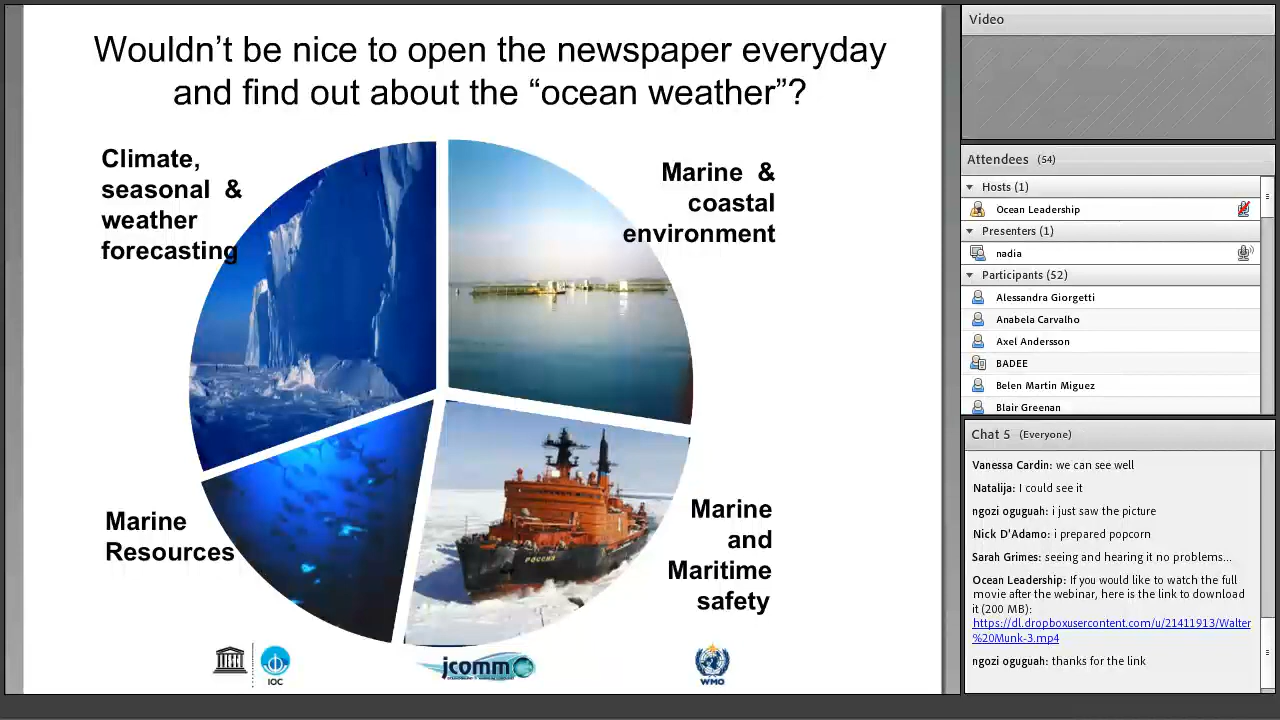 Wouldn’t be nice to open the newspaper everyday
and find out about the “ocean weather”?
Climate,
seasonal &
weather
forecasting
Marine &
coastal
environment
Marine
Resources
Marine
and
Maritime
safety
РОССИЯ
IOC
jcomm
WMO
Video
Attendees (54)
Hosts (1)
Ocean Leadership
Presenters (1)
nadia
Participants (52)
Alessandra Giorgetti
Anabela Carvalho
Axel Andersson
BADEE
Belen Martin Miguez
Blair Greenan
Chat 5 (Everyone)
Vanessa Cardin: we can see well
Natalija: I could see it
ngozi oguguah: i just saw the picture
Nick D'Adamo: i prepared popcorn
Sarah Grimes: seeing and hearing it no problems...
Ocean Leadership: If you would like to watch the full
movie after the webinar, here is the link to download
it (200 MB):
https://dl.dropboxusercontent.com/u/21411913/Walter
%20Munk-3.mp4
ngozi oguguah: thanks for the link